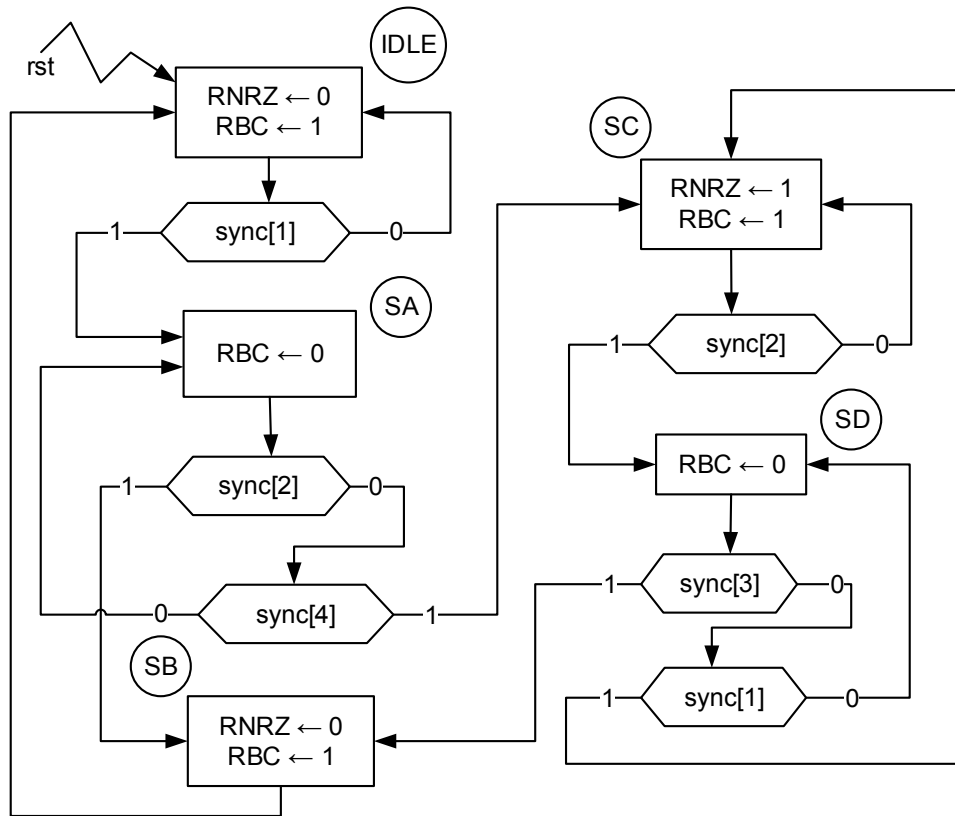 rst
IDLE
RNRZ ← 0
RBC ← 1
sync[1]
1
0
SA
RBC ← 0
sync[2]
1
0
sync[4]
0
1
SB
RNRZ ← 0
RBC ← 1
SC
RNRZ ← 1
RBC ← 1
sync[2]
1
0
SD
RBC ← 0
sync[3]
1
0
sync[1]
1
0